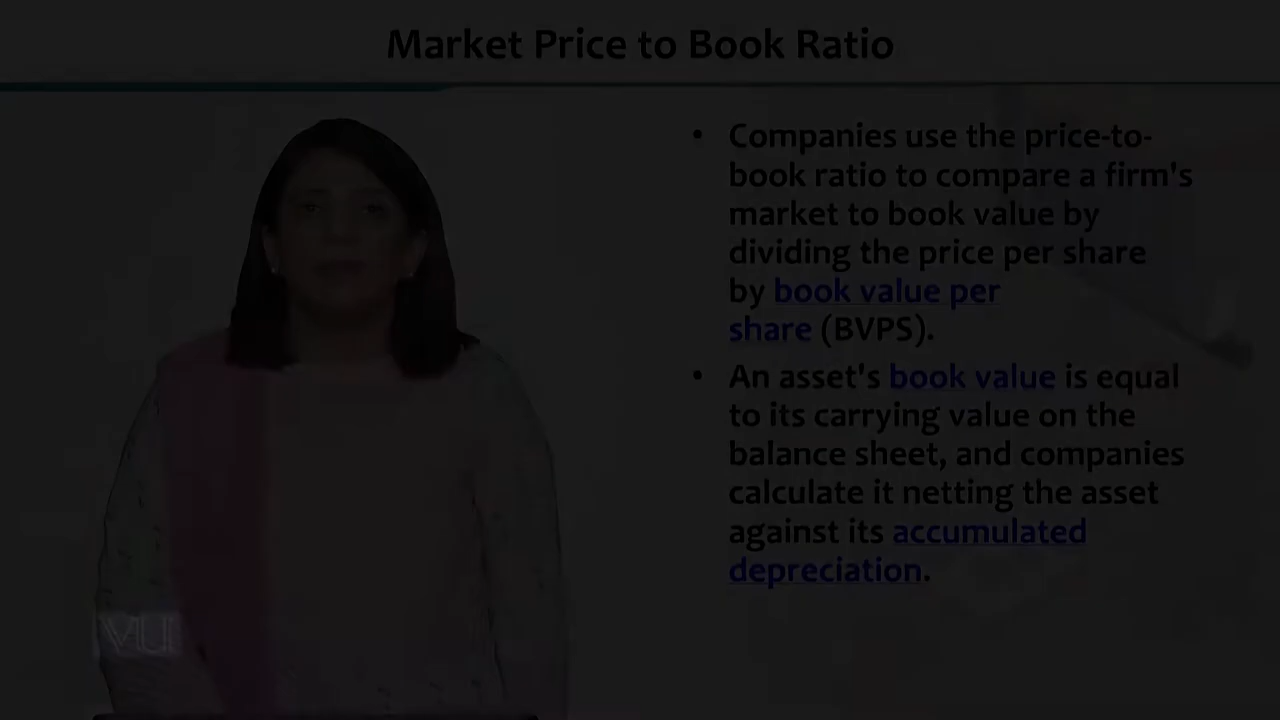 Market Price to Book Ratio
• Companies use the price-to-
book ratio to compare a firm's
market to book value by
dividing the price per share
by book value per
share (BVPS).
• An asset's book value is equal
to its carrying value on the
balance sheet, and companies
calculate it netting the asset
against its accumulated
depreciation.
VU